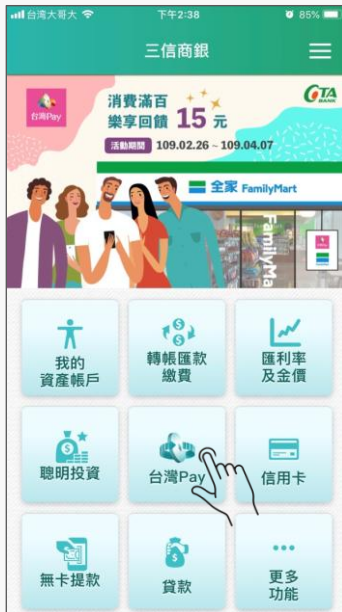 台灣大哥大
下午2:38
85%
三信商銀
台灣Pay
消費滿百
樂享回饋 15 元
活動期間 109.02.26 ~ 109.04.07
COTA
BANK
全家 FamilyMart
FamilyMa
我的
資產帳戶
轉帳匯款
繳費
匯利率
及金價
聰明投資
台灣Pay
信用卡
無卡提款
貸款
更多
功能